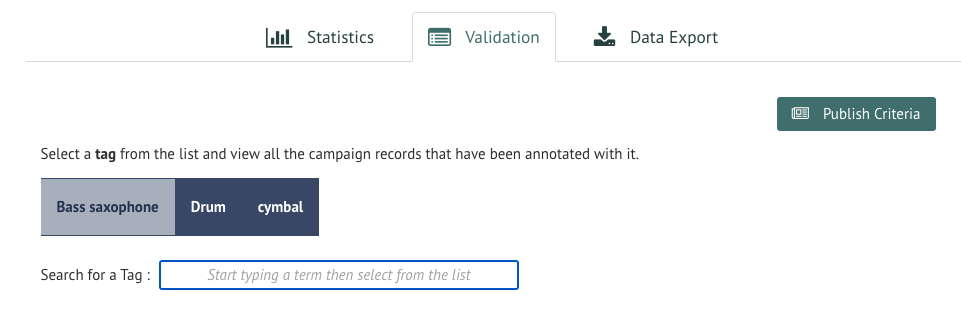 Statistics Validation Data Export
Publish Criteria
Select a tag from the list and view all the campaign records that have been annotated with it.
Bass saxophone Drum cymbal
Search for a Tag : Start typing a term then select from the list